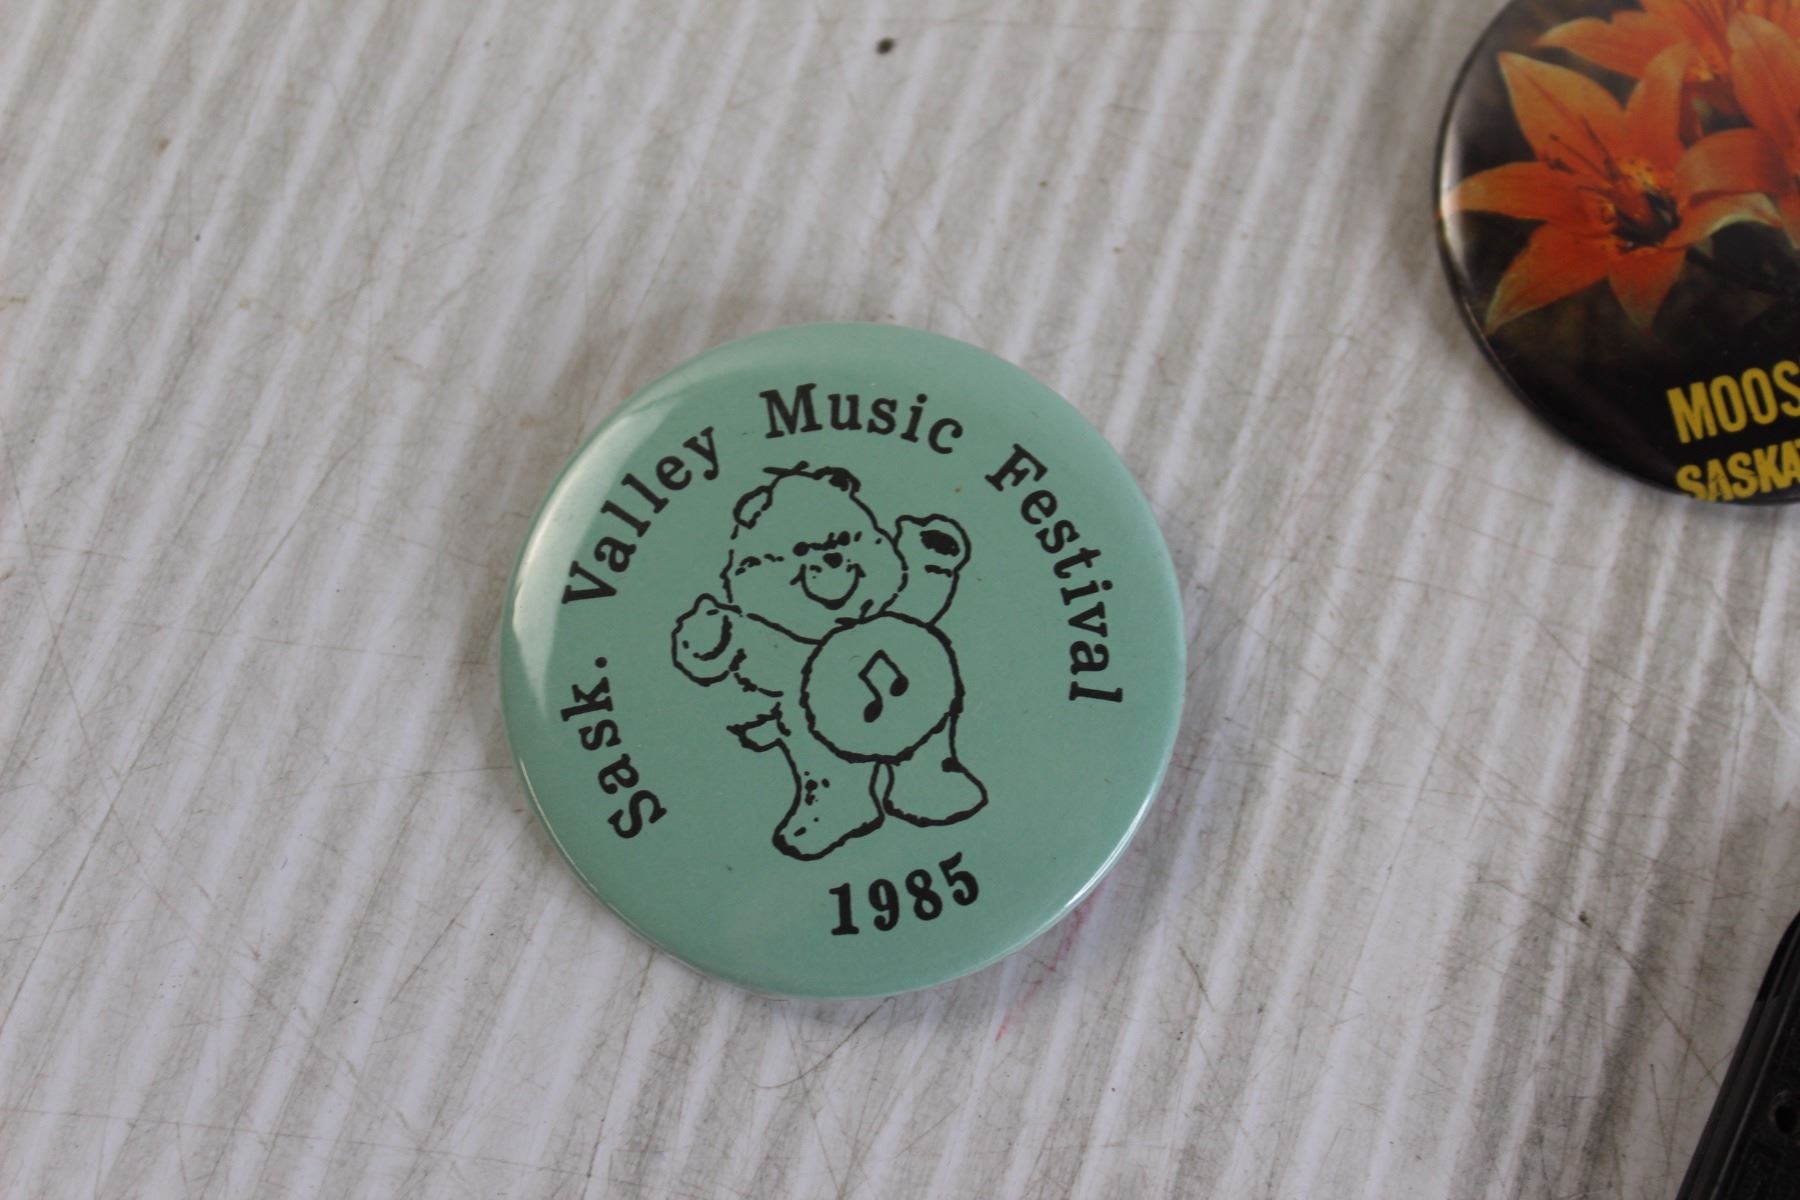 Sask. Valley Music Festival
1985
MOOS
SASKA